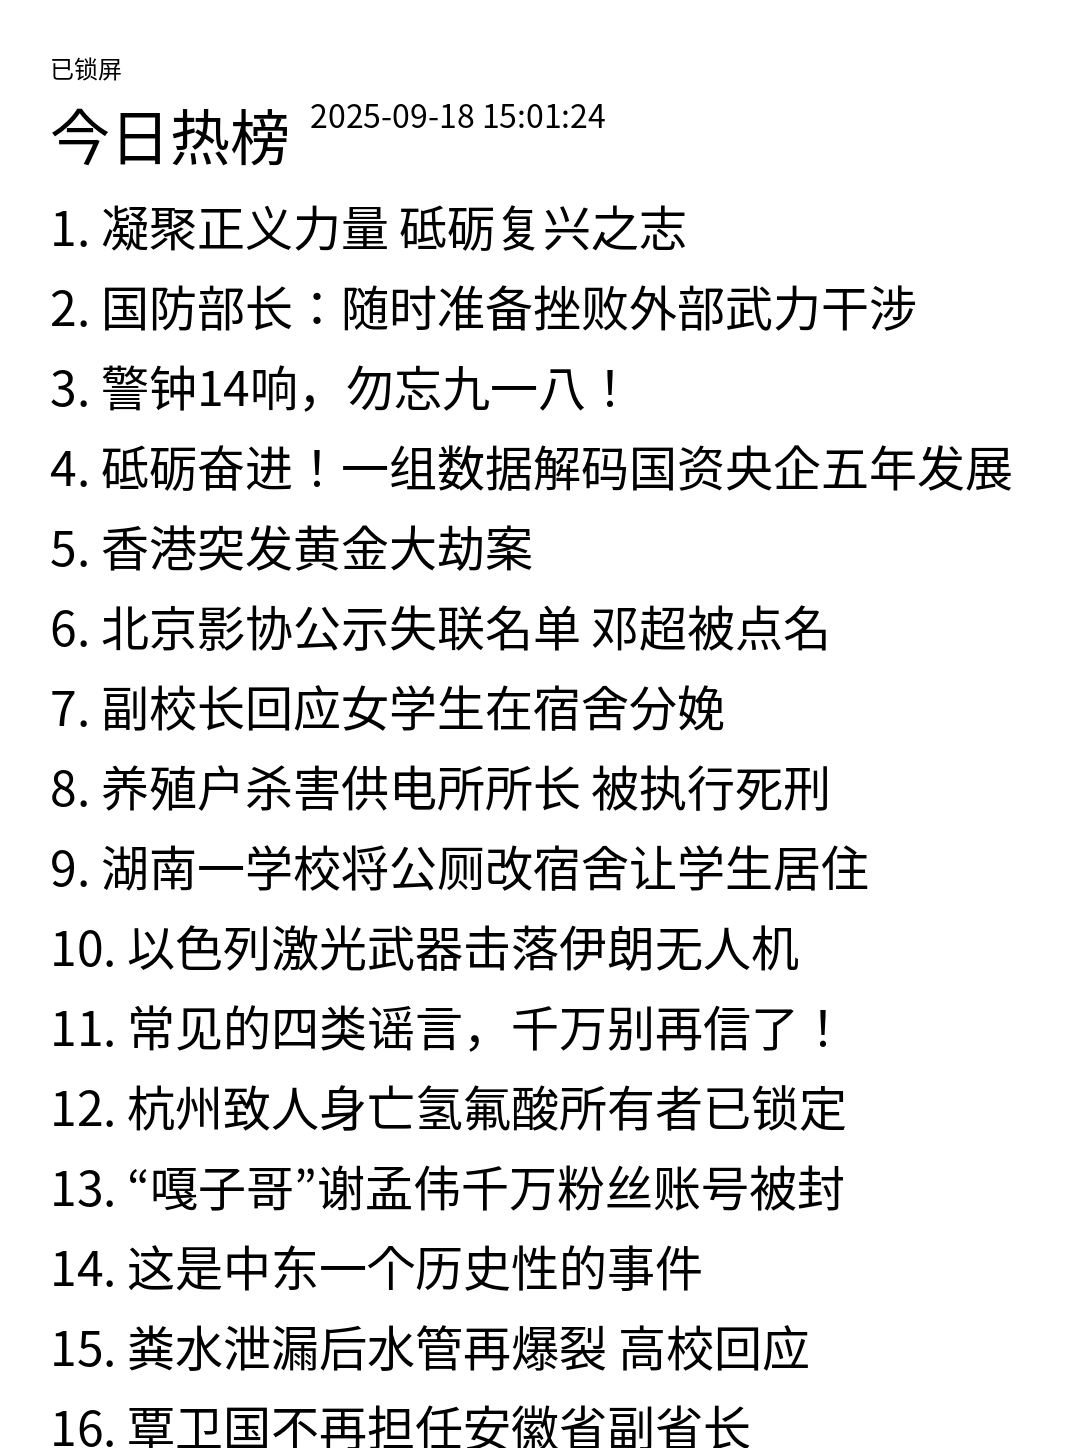 已锁屏
今日热榜 2025-09-18 15:01:24
1. 凝聚正义力量 砥砺复兴之志
2. 国防部长：随时准备挫败外部武力干涉
3. 警钟14响，勿忘九一八！
4. 砥砺奋进！一组数据解码国资央企五年发展
5. 香港突发黄金大劫案
6. 北京影协公示失联名单 邓超被点名
7. 副校长回应女学生在宿舍分娩
8. 养殖户杀害供电所所长 被执行死刑
9. 湖南一学校将公厕改宿舍让学生居住
10. 以色列激光武器击落伊朗无人机
11. 常见的四类谣言，千万别再信了！
12. 杭州致人身亡氢氟酸所有者已锁定
13. “嘎子哥”谢孟伟千万粉丝账号被封
14. 这是中东一个历史性的事件
15. 粪水泄漏后水管再爆裂 高校回应
16. 覃卫国不再担任安徽省副省长